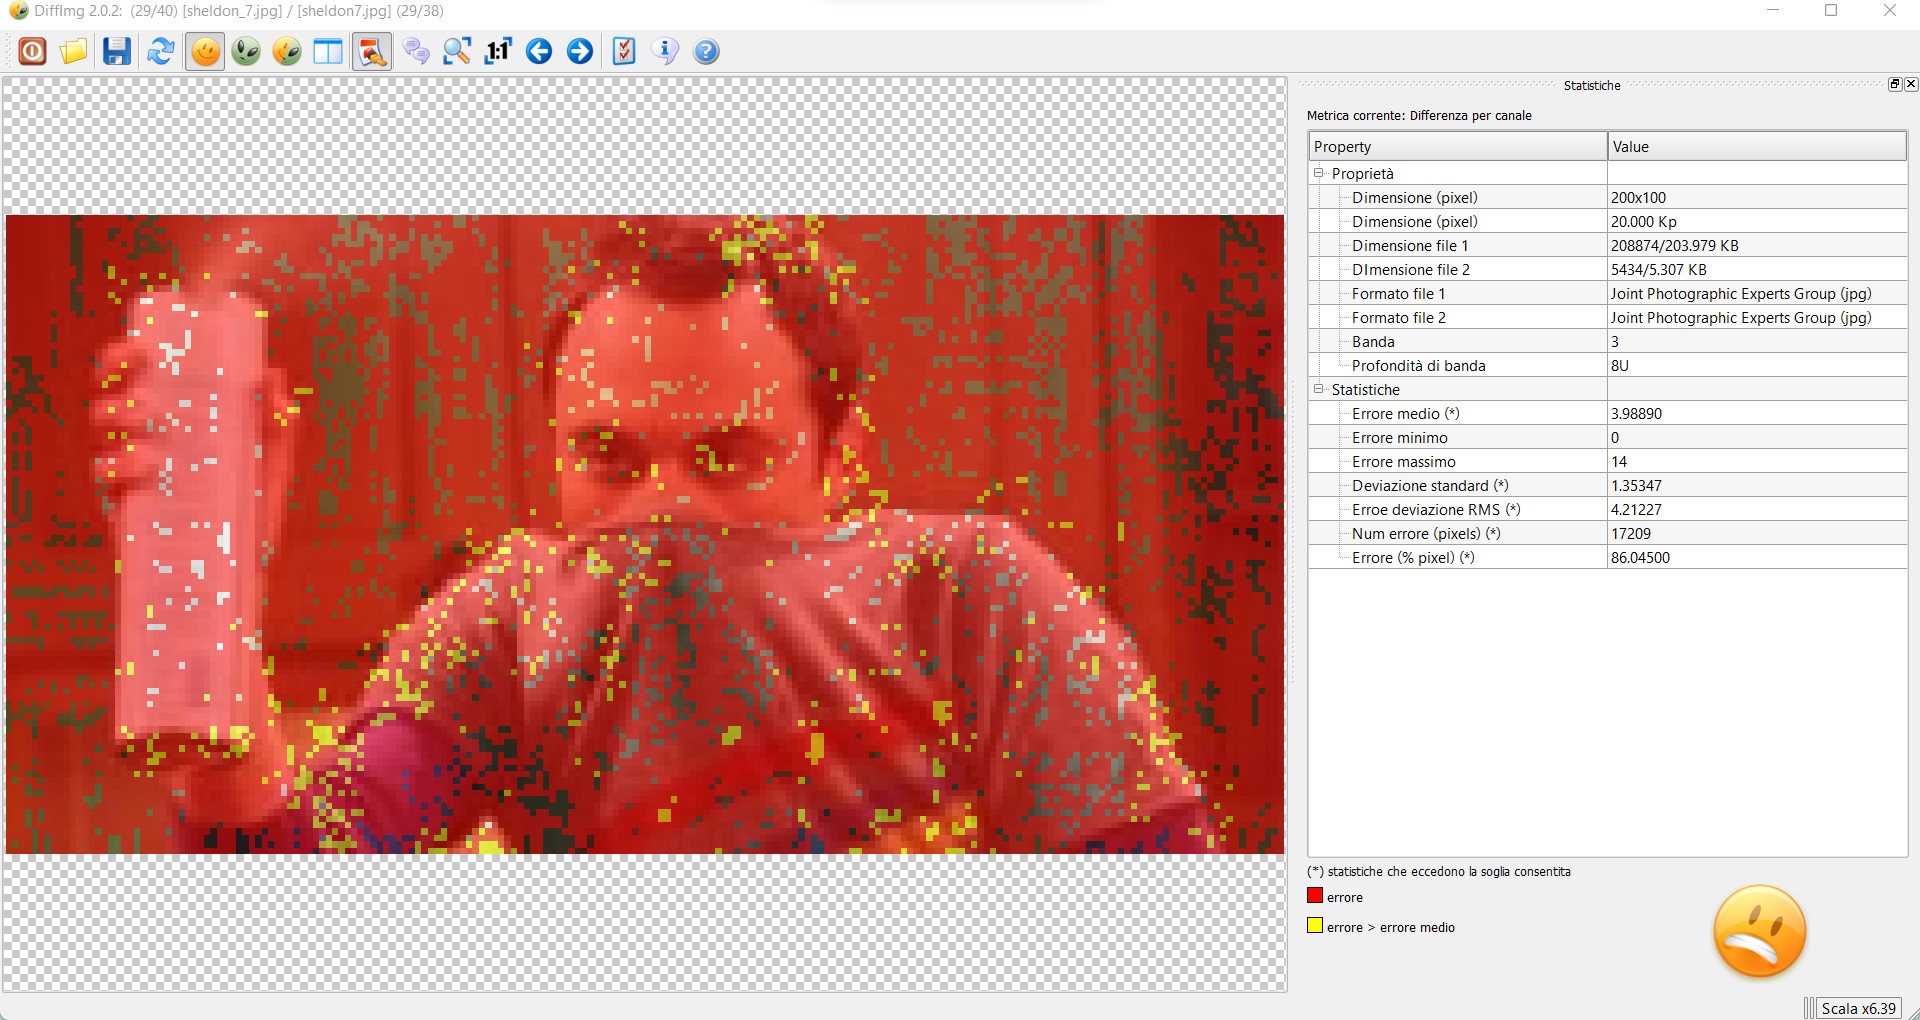 DiffImg 2.0.2: (29/40) [sheldon_7.jpg] / [sheldon7.jpg] (29/38)
1:1
Statistiche
Metrica corrente: Differenza per canale
Property Value
Proprietà
Dimensione (pixel) 200x100
Dimensione (pixel) 20.000 Kp
Dimensione file 1 208874/203.979 KB
DImensione file 2 5434/5.307 KB
Formato file 1 Joint Photographic Experts Group (jpg)
Formato file 2 Joint Photographic Experts Group (jpg)
Banda 3
Profondità di banda 8U
Statistiche
Errore medio (*) 3.98890
Errore minimo 0
Errore massimo 14
Deviazione standard (*) 1.35347
Erroe deviazione RMS (*) 4.21227
Num errore (pixels) (*) 17209
Errore (% pixel) (*) 86.04500
(*) statistiche che eccedono la soglia consentita
errore
errore > errore medio
Scala x6.39